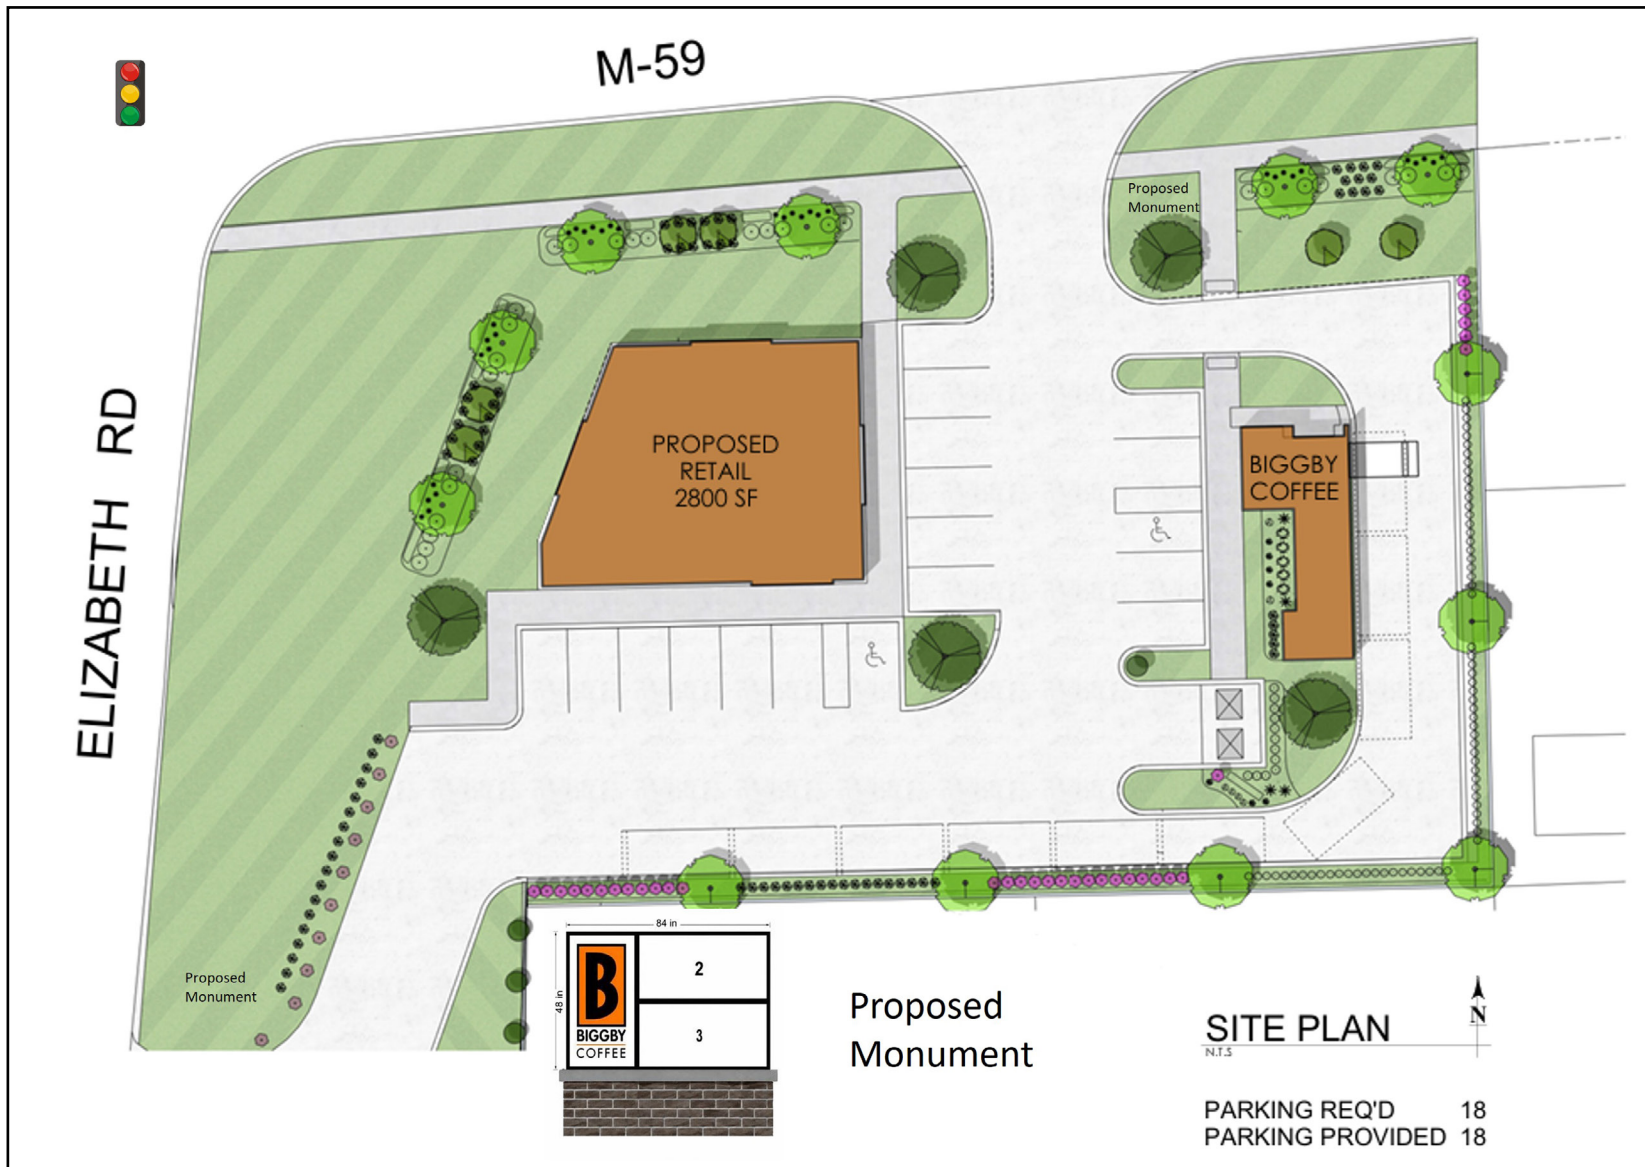 M-59
ELIZABETH RD
Proposed
Monument
PROPOSED
RETAIL
2800 SF
BIGGBY
COFFEE
Proposed
Monument
84 in
48 in
B
BIGGBY
COFFEE
2
3
Proposed
Monument
N
SITE PLAN
N.T.S
PARKING REQ'D 18
PARKING PROVIDED 18